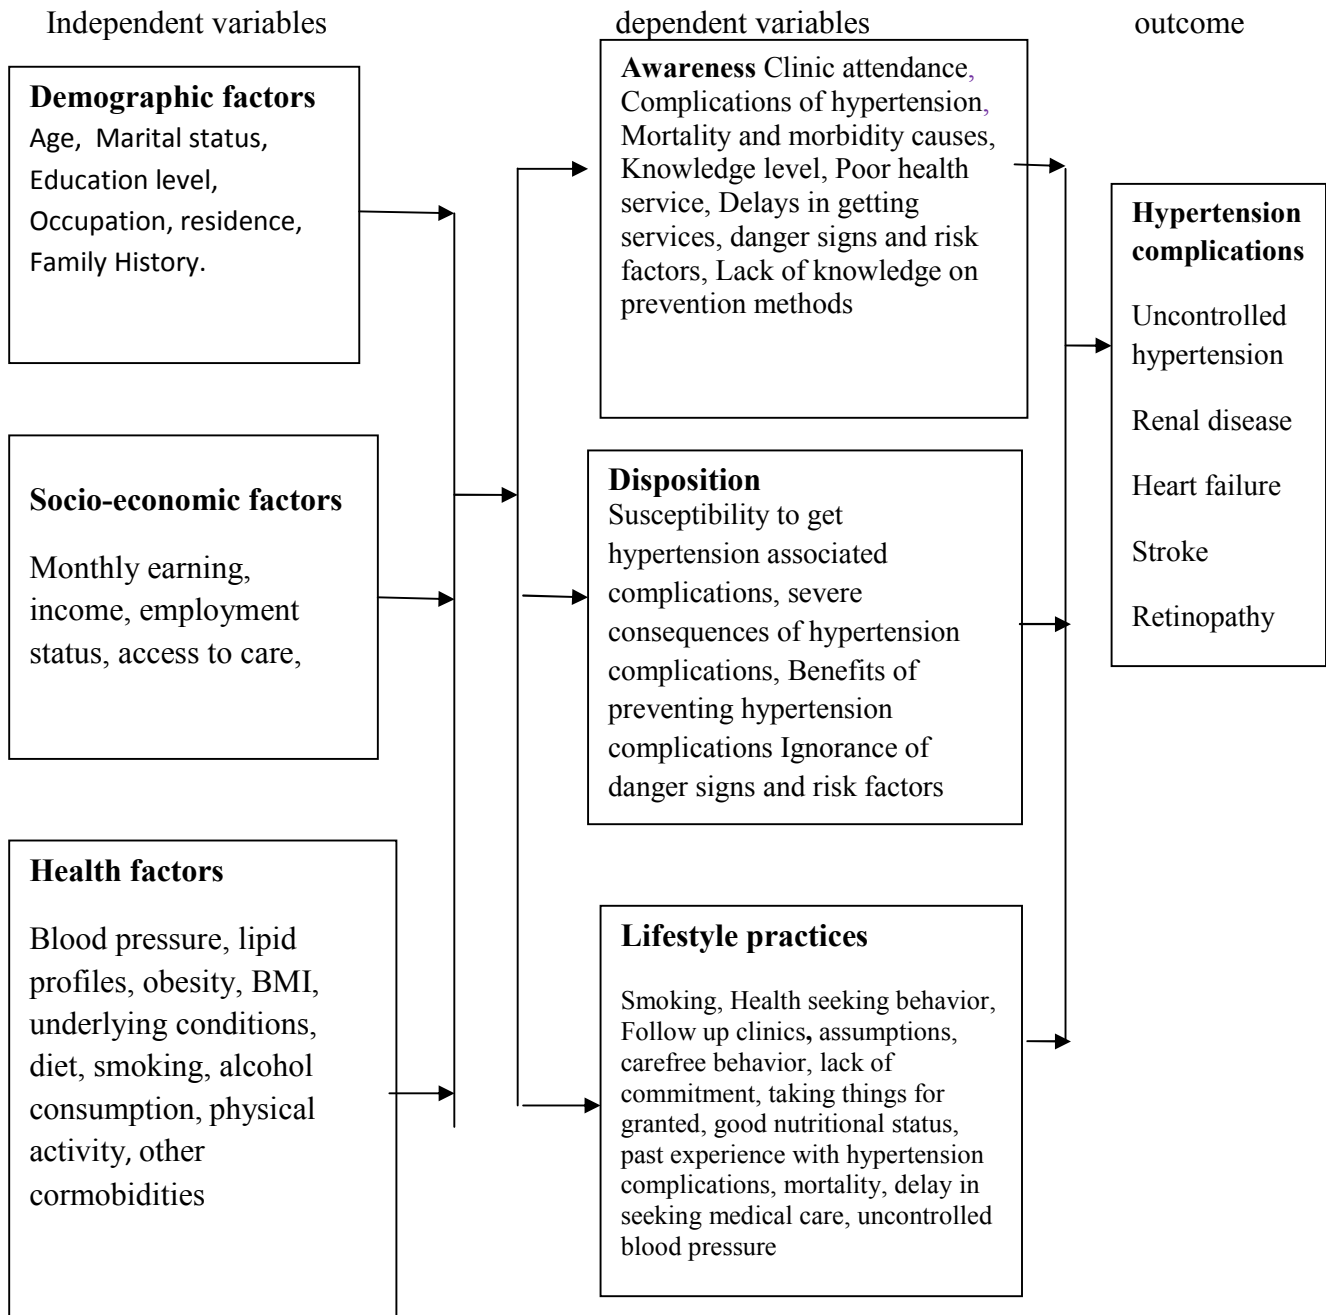 Independent variables
dependent variables
outcome
Demographic factors
Age, Marital status,
Education level,
Occupation, residence,
Family History.
Socio-economic factors
Monthly earning,
income, employment
status, access to care,
Health factors
Blood pressure, lipid
profiles, obesity, BMI,
underlying conditions,
diet, smoking, alcohol
consumption, physical
activity, other
cormobidities
Awareness Clinic attendance,
Complications of hypertension,
Mortality and morbidity causes,
Knowledge level, Poor health
service, Delays in getting
services, danger signs and risk
factors, Lack of knowledge on
prevention methods
Disposition
Susceptibility to get
hypertension associated
complications, severe
consequences of hypertension
complications, Benefits of
preventing hypertension
complications Ignorance of
danger signs and risk factors
Lifestyle practices
Smoking, Health seeking behavior,
Follow up clinics, assumptions,
carefree behavior, lack of
commitment, taking things for
granted, good nutritional status,
past experience with hypertension
complications, mortality, delay in
seeking medical care, uncontrolled
blood pressure
Hypertension
complications
Uncontrolled
hypertension
Renal disease
Heart failure
Stroke
Retinopathy